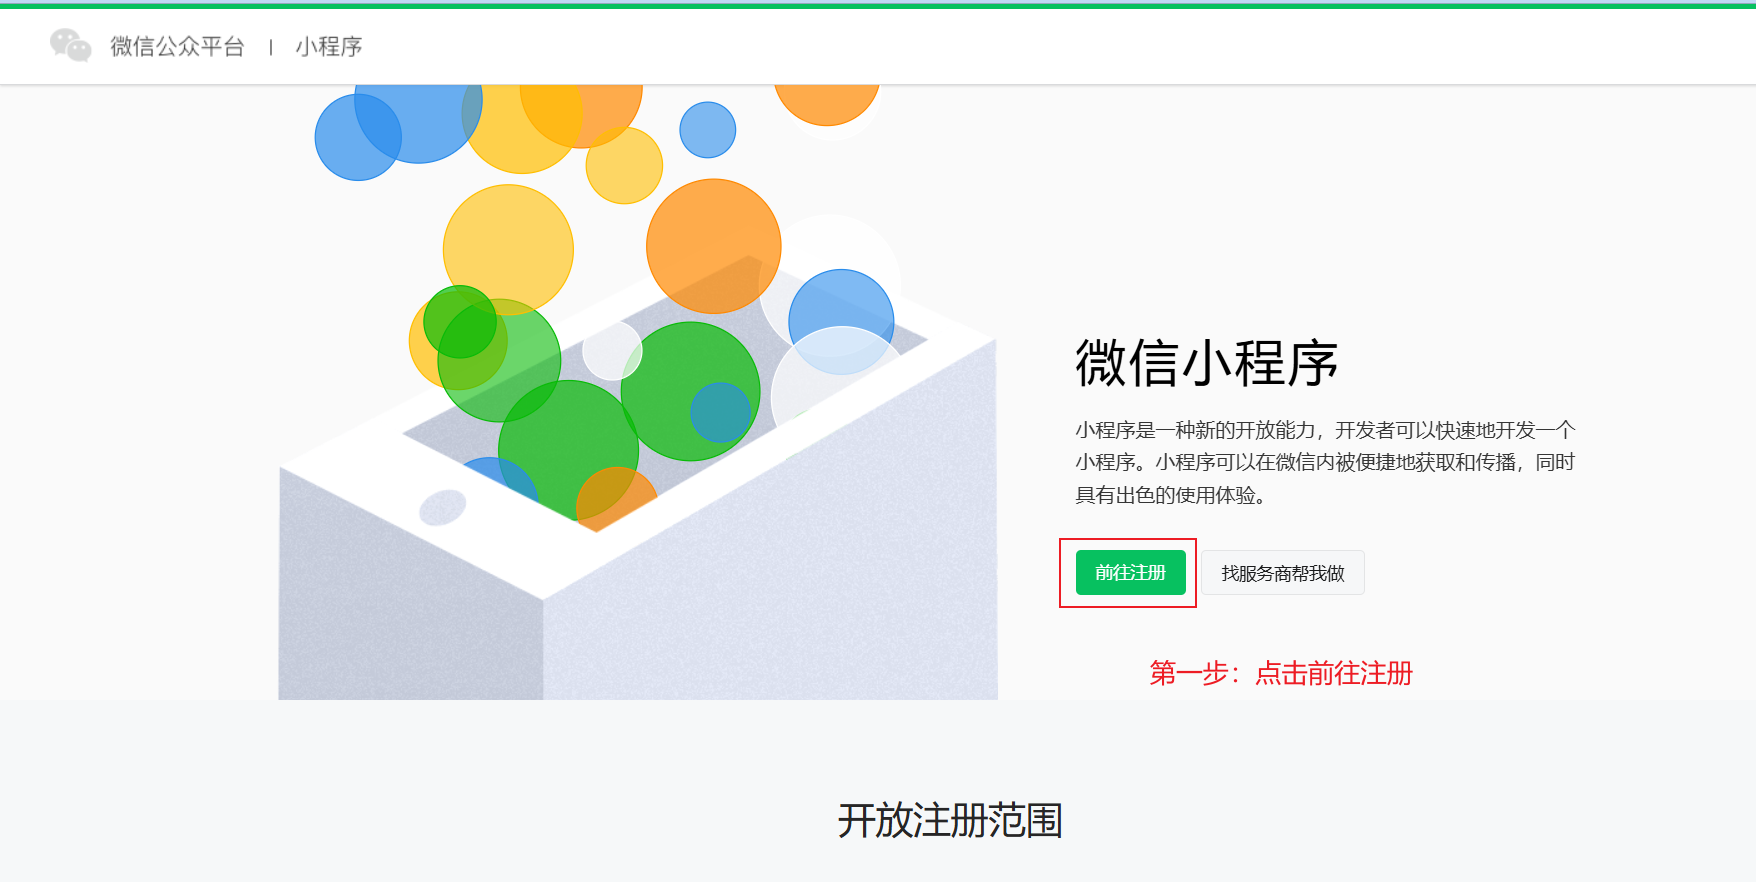 微信公众平台 | 小程序
微信小程序
小程序是一种新的开放能力，开发者可以快速地开发一个
小程序。小程序可以在微信内被便捷地获取和传播，同时
具有出色的使用体验。
前往注册 找服务商帮我做
第一步：点击前往注册
开放注册范围